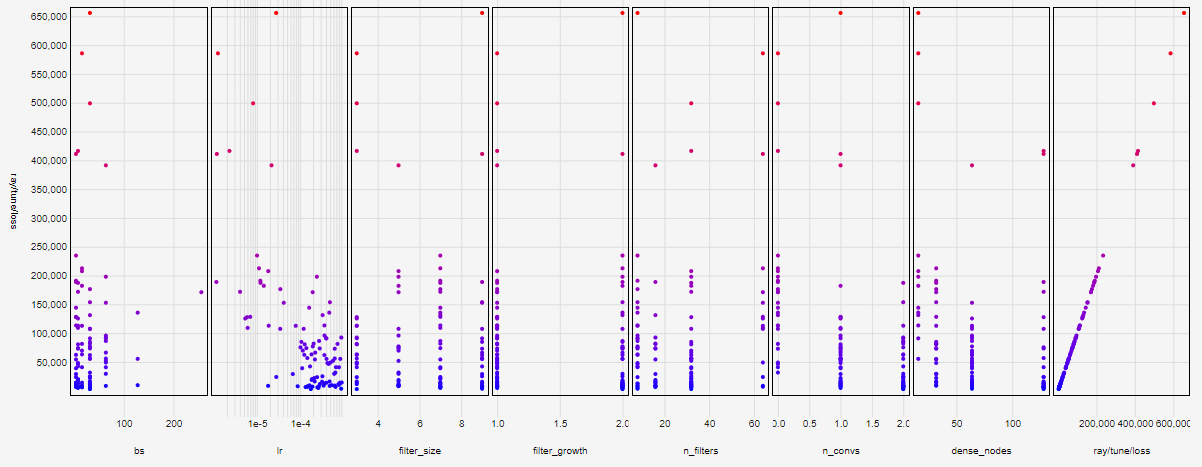 650,000
600,000
550,000
500,000
450,000
400,000
350,000
300,000
250,000
200,000
150,000
100,000
50,000
ray/tune/loss
100 200
1e-5 1e-4
4 6 8
1.0 1.5 2.0
20 40 60
0.0 0.5 1.0 1.5 2.0
50 100
200,000 400,000 600,000
bs lr filter_size filter_growth n_filters n_convs dense_nodes ray/tune/loss